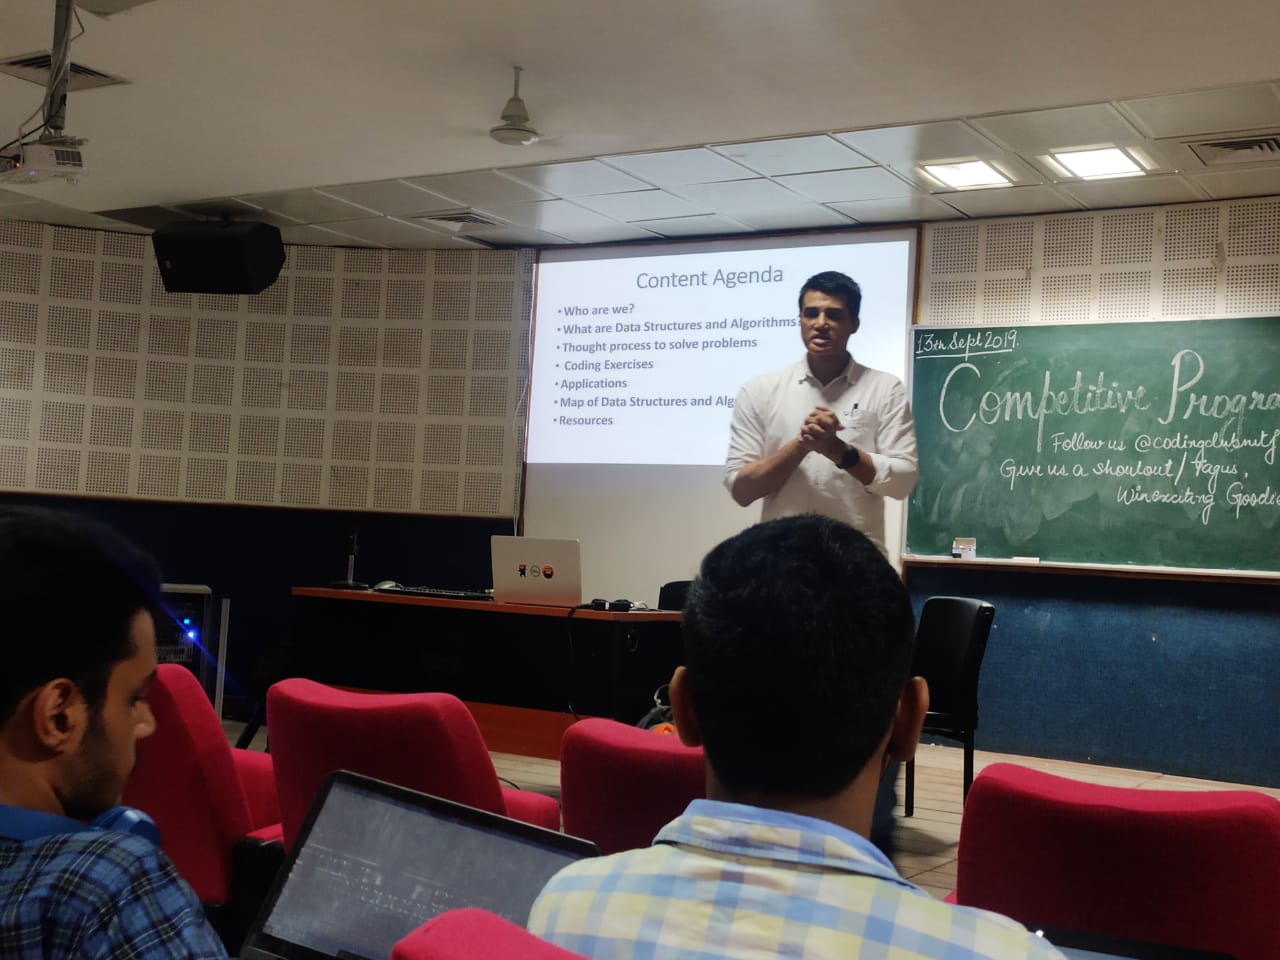 Content Agenda
• Who are we?
• What are Data Structures and Algorithms
• Thought process to solve problems
• Coding Exercises
• Applications
• Map of Data Structures and Alg
• Resources
13th Sept 2019.
Competitive Progra
Follow us @codingclubnitj
Give us a shoutout/Tag us,
Win exciting Goodie